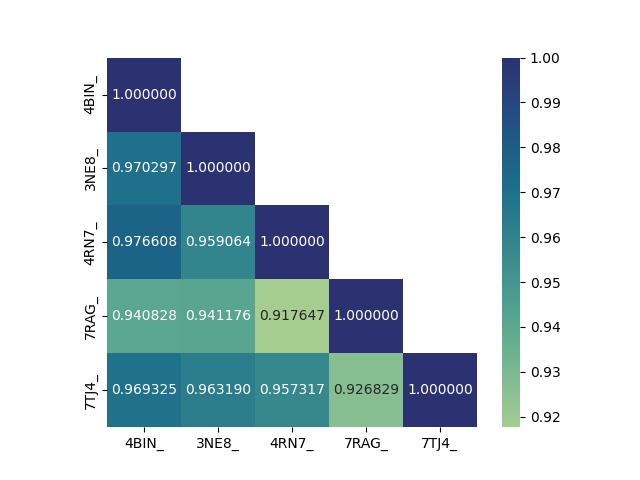 4BIN_ 1.000000
3NE8_ 0.970297 1.000000
4RN7_ 0.976608 0.959064 1.000000
7RAG_ 0.940828 0.941176 0.917647 1.000000
7TJ4_ 0.969325 0.963190 0.957317 0.926829 1.000000
4BIN_ 3NE8_ 4RN7_ 7RAG_ 7TJ4_
1.00
0.99
0.98
0.97
0.96
0.95
0.94
0.93
0.92